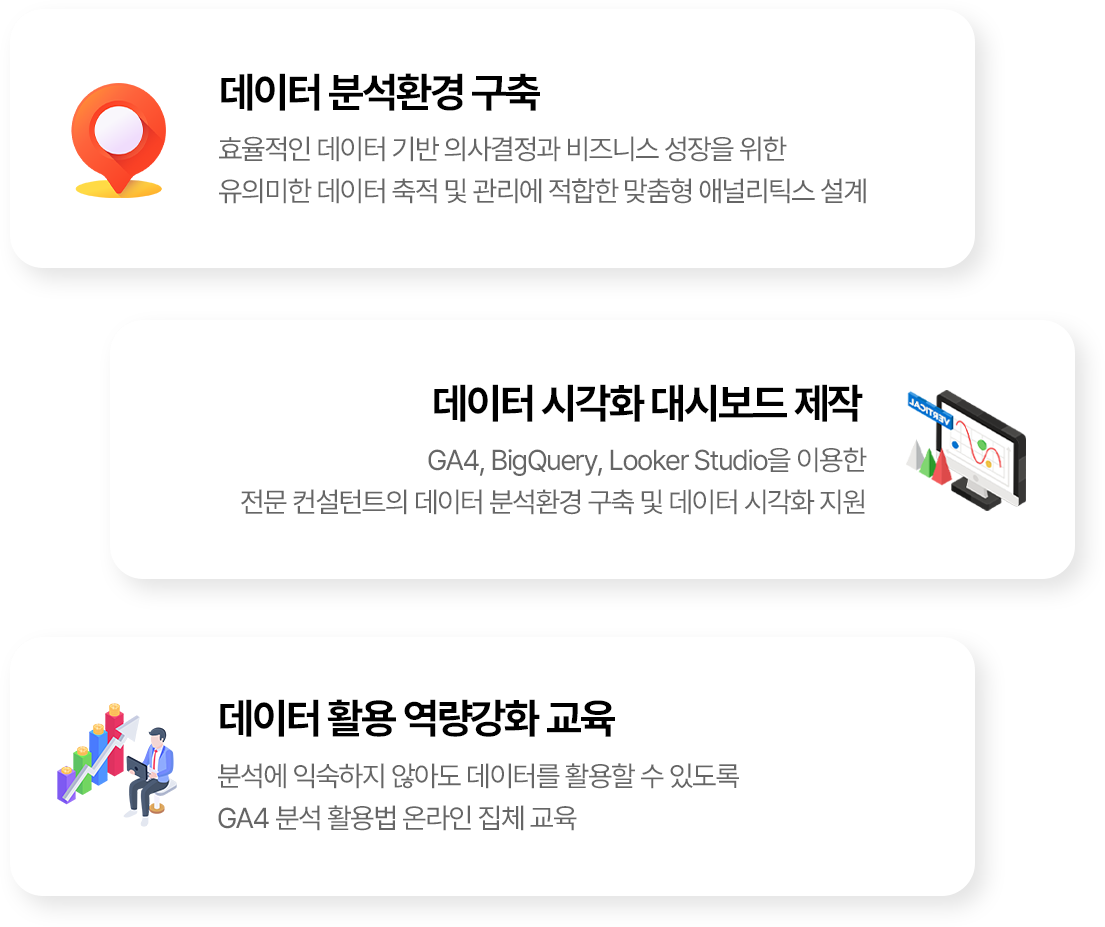 데이터 분석환경 구축
효율적인 데이터 기반 의사결정과 비즈니스 성장을 위한
유의미한 데이터 축적 및 관리에 적합한 맞춤형 애널리틱스 설계
데이터 시각화 대시보드 제작
GA4, BigQuery, Looker Studio을 이용한
전문 컨설턴트의 데이터 분석환경 구축 및 데이터 시각화 지원
VERTICAL
데이터 활용 역량강화 교육
분석에 익숙하지 않아도 데이터를 활용할 수 있도록
GA4 분석 활용법 온라인 집체 교육